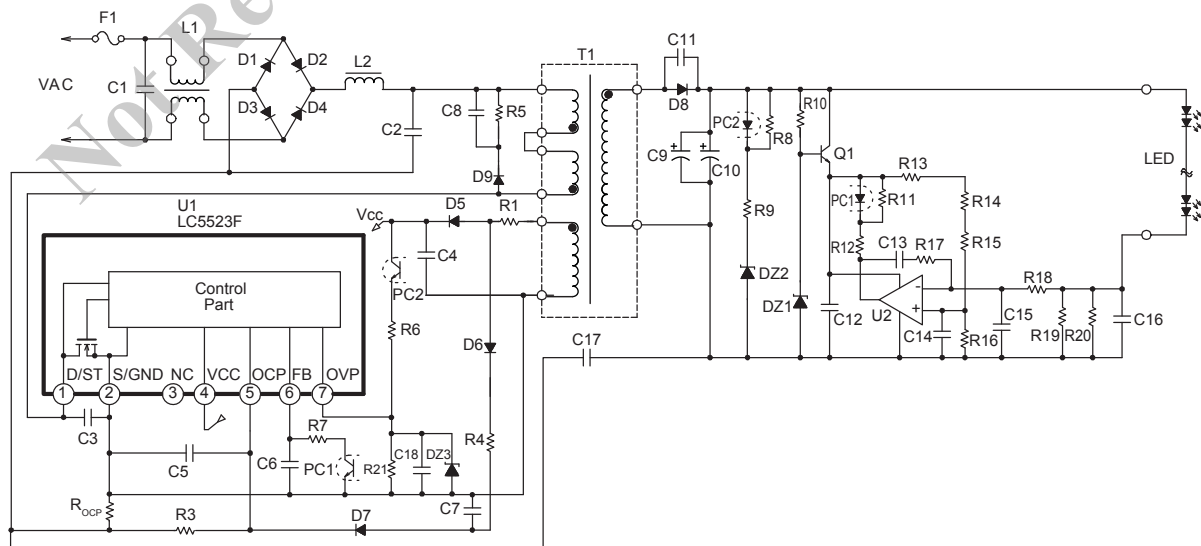 Not Re
F1
L1
VAC
C1
D1
D2
D3
D4
L2
C2
C8
R5
D9
T1
C11
D8
C9
C10
PC2
R8
R9
DZ2
R10
Q1
DZ1
PC1
R11
R12
R13
R14
R15
C13
R17
U2
-
+
C12
C14
R16
C15
R18
R19
R20
C16
LED
C17
U1
LC5523F
Control
Part
D/ST
S/GND
NC
VCC
OCP
FB
OVP
1
2
3
4
5
6
7
Vcc
D5
R1
C4
PC2
R6
D6
R4
C3
C5
R7
C6
PC1
R21
C18
DZ3
C7
ROCP
R3
D7